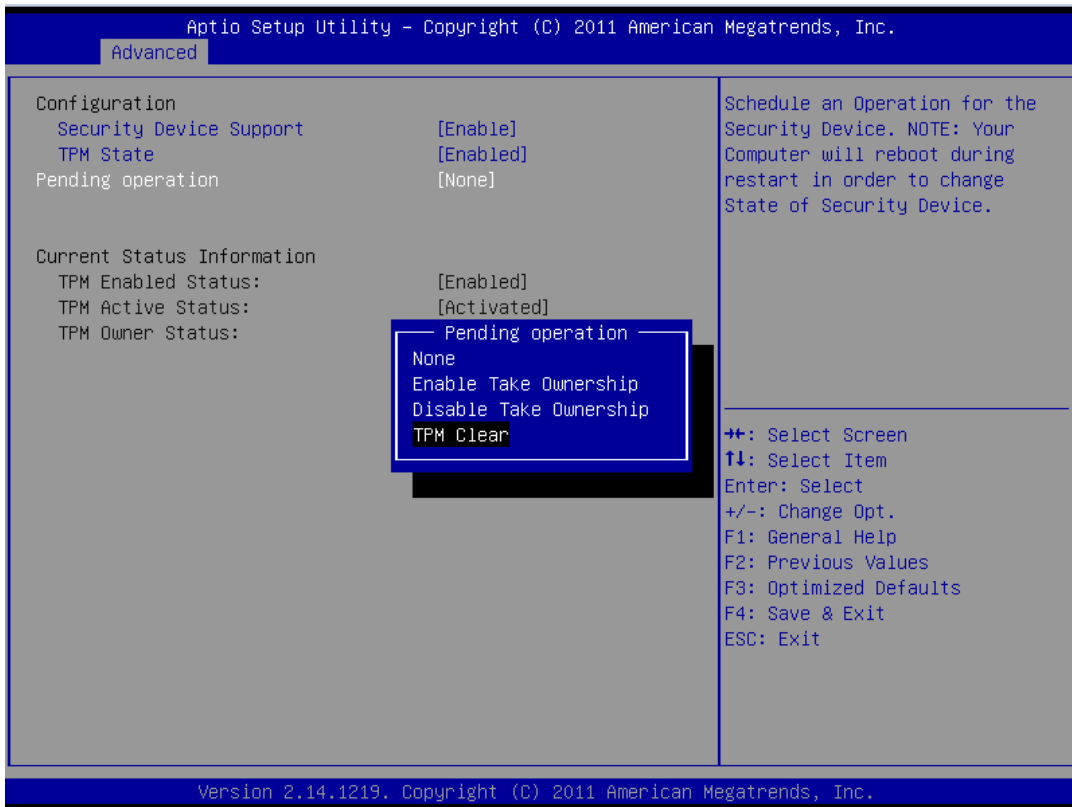 Aptio Setup Utility – Copyright (C) 2011 American Megatrends, Inc.
Advanced
Configuration
Security Device Support [Enable]
TPM State [Enabled]
Pending operation [None]
Current Status Information
TPM Enabled Status: [Enabled]
TPM Active Status: [Activated]
TPM Owner Status:
Pending operation
None
Enable Take Ownership
Disable Take Ownership
TPM Clear
Schedule an Operation for the
Security Device. NOTE: Your
Computer will reboot during
restart in order to change
State of Security Device.
→←: Select Screen
↑↓: Select Item
Enter: Select
+/-: Change Opt.
F1: General Help
F2: Previous Values
F3: Optimized Defaults
F4: Save & Exit
ESC: Exit
Version 2.14.1219. Copyright (C) 2011 American Megatrends, Inc.